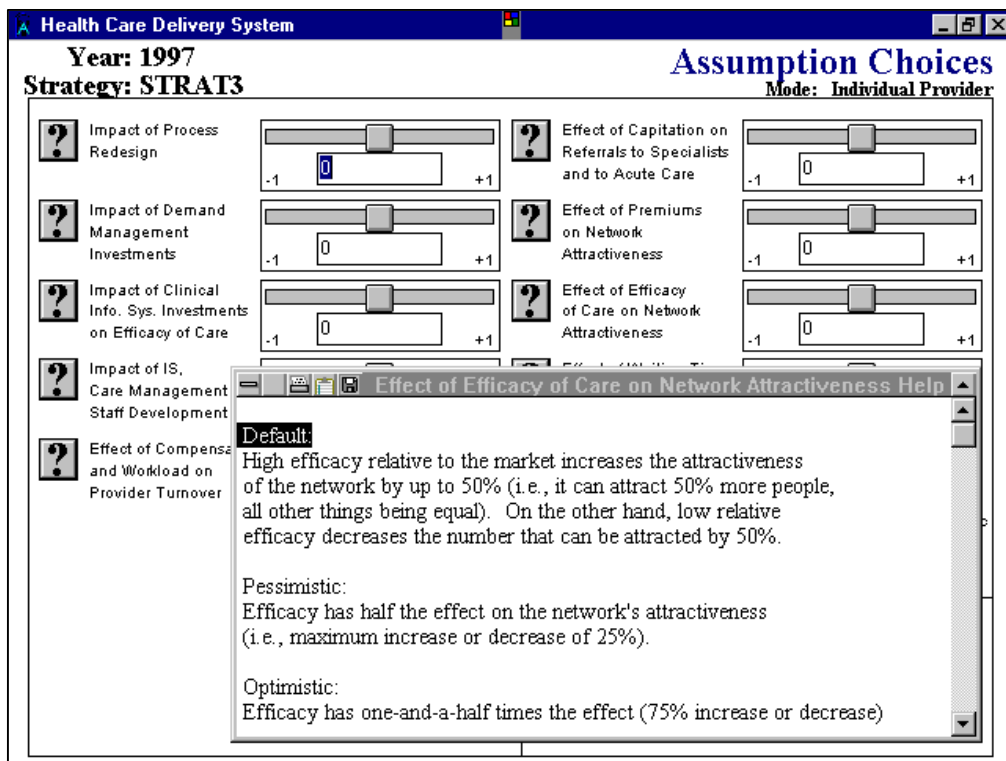 Health Care Delivery System
Year: 1997
Strategy: STRAT3
Assumption Choices
Mode: Individual Provider
Impact of Process
Redesign
-1
0
+1
Effect of Capitation on
Referrals to Specialists
and to Acute Care
-1
0
+1
Impact of Demand
Management
Investments
-1
0
+1
Effect of Premiums
on Network
Attractiveness
-1
0
+1
Impact of Clinical
Info. Sys. Investments
on Efficacy of Care
-1
0
+1
Effect of Efficacy
of Care on Network
Attractiveness
-1
0
+1
Impact of IS,
Care Management
Staff Development
Effect of
and Workload on
Provider Turnover
Effect of Efficacy of Care on Network Attractiveness Help
Default:
High efficacy relative to the market increases the attractiveness
of the network by up to 50% (i.e., it can attract 50% more people,
all other things being equal). On the other hand, low relative
efficacy decreases the number that can be attracted by 50%.
Pessimistic:
Efficacy has half the effect on the network's attractiveness
(i.e., maximum increase or decrease of 25%).
Optimistic:
Efficacy has one-and-a-half times the effect (75% increase or decrease)